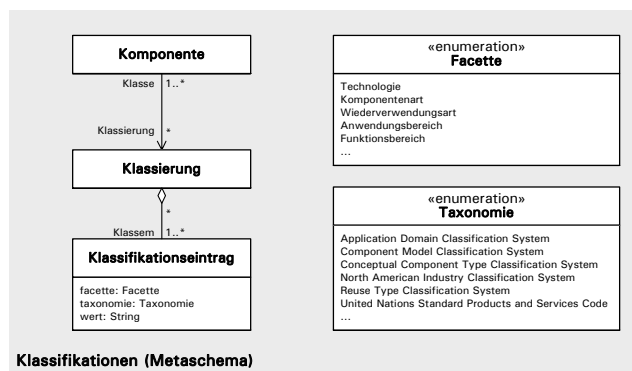 Komponente
Klasse 1..*
Klassierung *
Klassierung
*
Klassem 1..*
Klassifikationseintrag
facette: Facette
taxonomie: Taxonomie
wert: String
«enumeration»
Facette
Technologie
Komponentenart
Wiederverwendungsart
Anwendungsbereich
Funktionsbereich
...
«enumeration»
Taxonomie
Application Domain Classification System
Component Model Classification System
Conceptual Component Type Classification System
North American Industry Classification System
Reuse Type Classification System
United Nations Standard Products and Services Code
...
Klassifikationen (Metaschema)